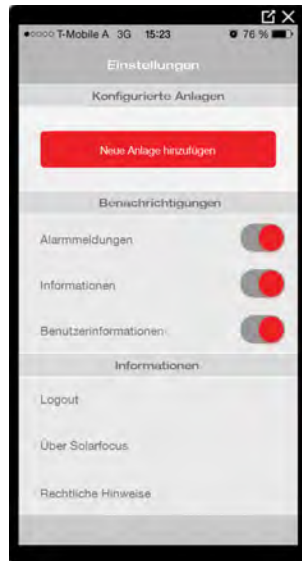 ●○○○○ T-Mobile A 3G 15:23 76 %
Einstellungen
Konfigurierte Anlagen
Neue Anlage hinzufügen
Benachrichtigungen
Alarmmeldungen
Informationen
Benutzerinformationen
Informationen
Logout
Über Solarfocus
Rechtliche Hinweise